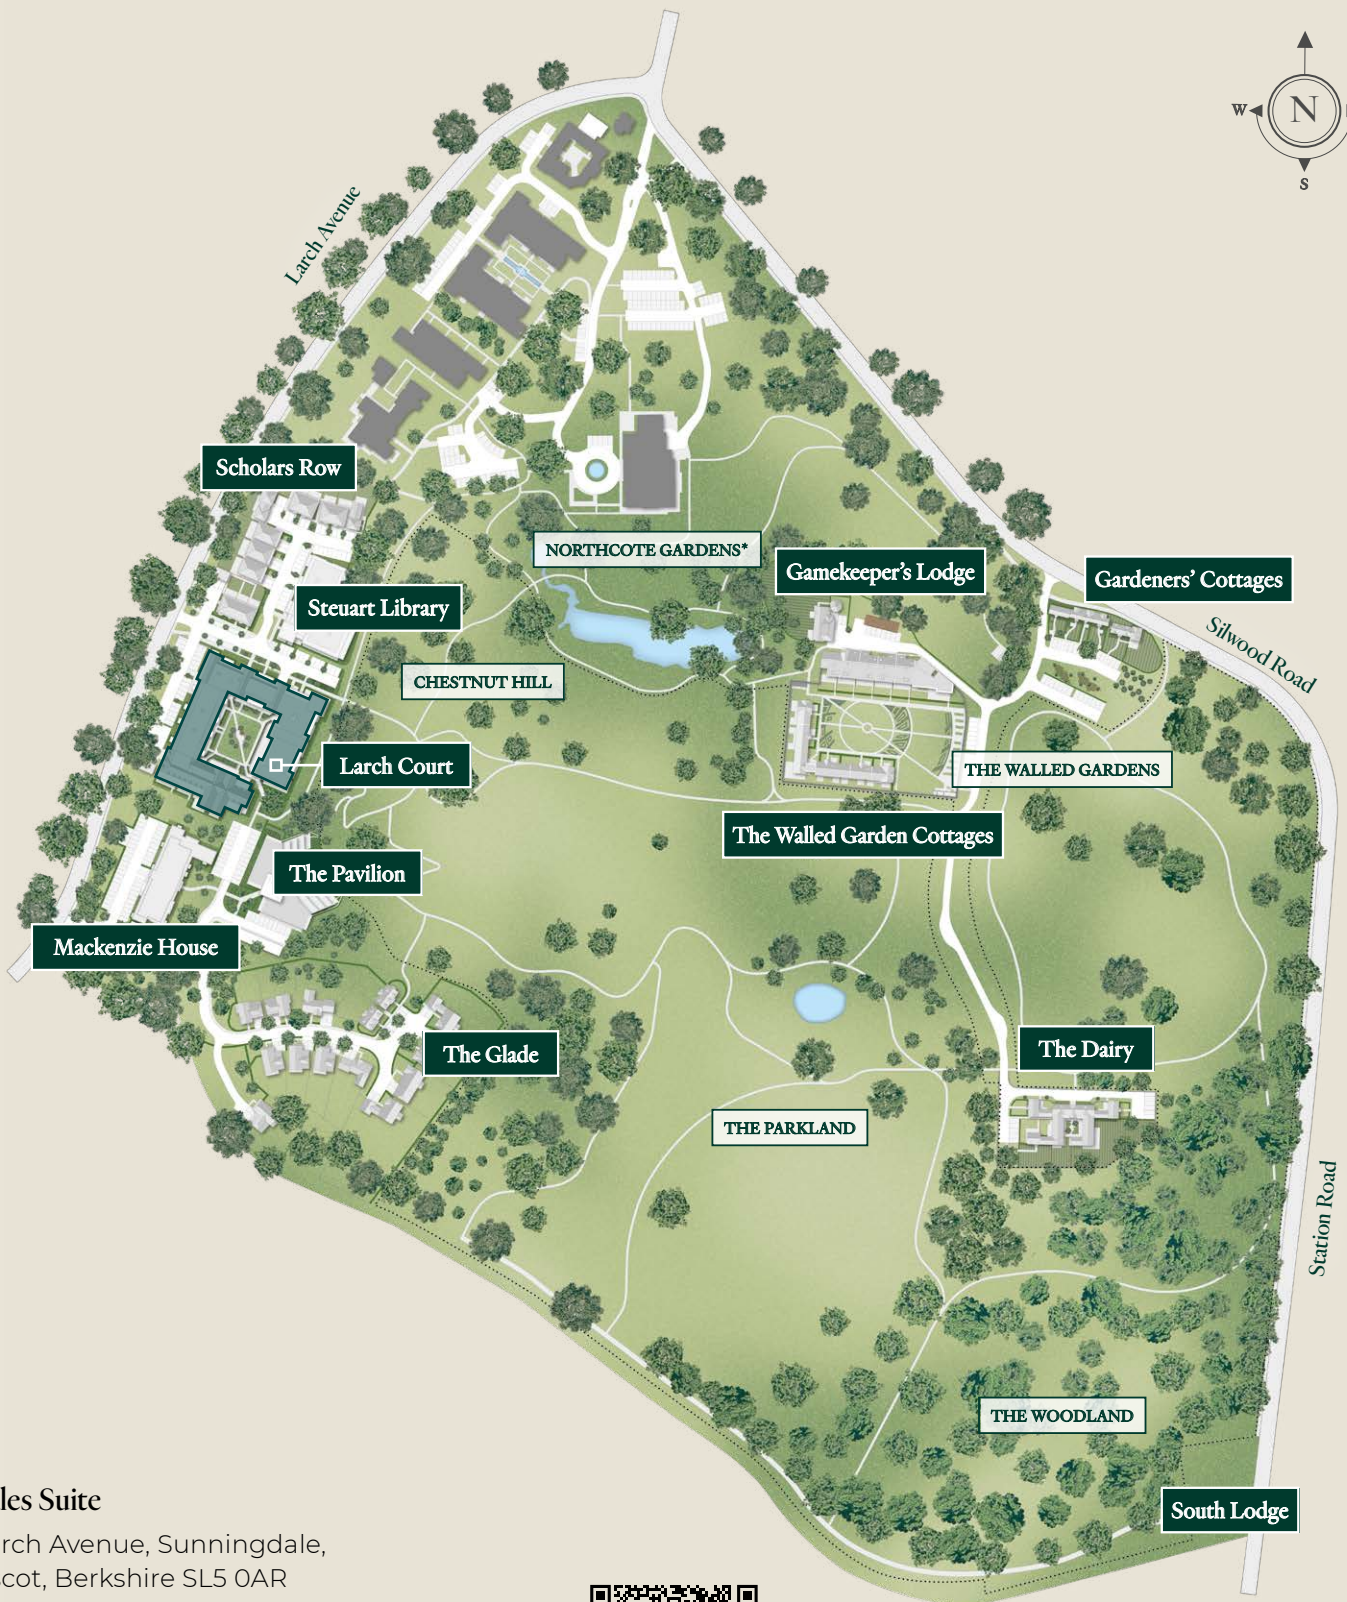 N
W
S
Larch Avenue
Scholars Row
NORTHCOTE GARDENS*
Gamekeeper's Lodge
Gardeners' Cottages
Steuart Library
Silwood Road
CHESTNUT HILL
Larch Court
THE WALLED GARDENS
The Walled Garden Cottages
The Pavilion
Mackenzie House
The Glade
The Dairy
THE PARKLAND
Station Road
THE WOODLAND
South Lodge
les Suite
rch Avenue, Sunningdale,
cot, Berkshire SL5 0AR